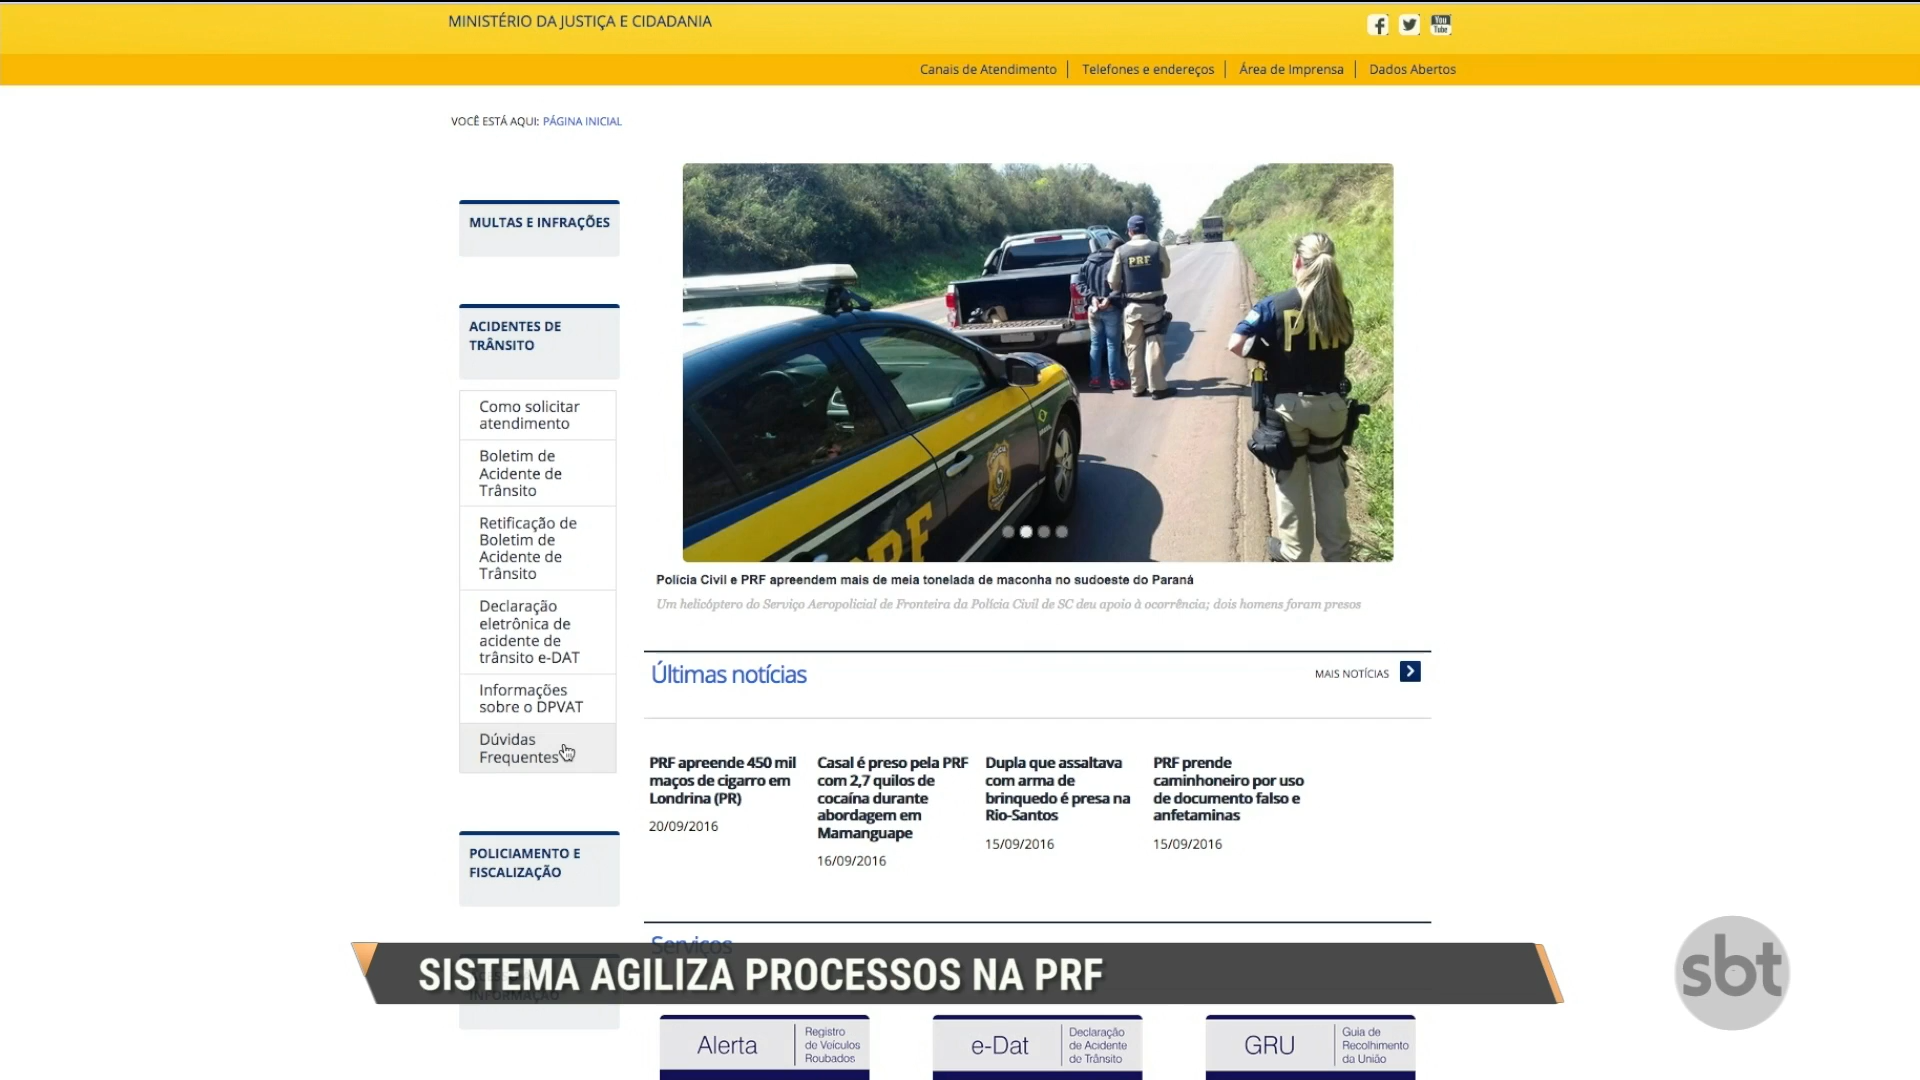 MINISTÉRIO DA JUSTIÇA E CIDADANIA
You
Tube
Canais de Atendimento
Telefones e endereços
Área de Imprensa
Dados Abertos
VOCÊ ESTÁ AQUI: PÁGINA INICIAL
MULTAS E INFRAÇÕES
ACIDENTES DE
TRÂNSITO
Como solicitar
atendimento
Boletim de
Acidente de
Trânsito
Retificação de
Boletim de
Acidente de
Trânsito
Declaração
eletrônica de
acidente de
trânsito e-DAT
Informações
sobre o DPVAT
Dúvidas
Frequentes
POLICIAMENTO E
FISCALIZAÇÃO
PRF
PRF
PRF
Polícia Civil e PRF apreendem mais de meia tonelada de maconha no sudoeste do Paraná
Um helicóptero do Serviço Aeropolicial de Fronteira da Polícia Civil de SC deu apoio à ocorrência; dois homens foram presos
Últimas notícias
MAIS NOTÍCIAS
PRF apreende 450 mil
maços de cigarro em
Londrina (PR)
20/09/2016
Casal é preso pela PRF
com 2,7 quilos de
cocaína durante
abordagem em
Mamanguape
16/09/2016
Dupla que assaltava
com arma de
brinquedo é presa na
Rio-Santos
15/09/2016
PRF prende
caminhoneiro por uso
de documento falso e
anfetaminas
15/09/2016
Serviços
INFORMAÇÃO
SISTEMA AGILIZA PROCESSOS NA PRF
sbt
Alerta
Registro
de Veículos
Roubados
e-Dat
Declaração
de Acidente
de Trânsito
GRU
Guia de
Recolhimento
da União